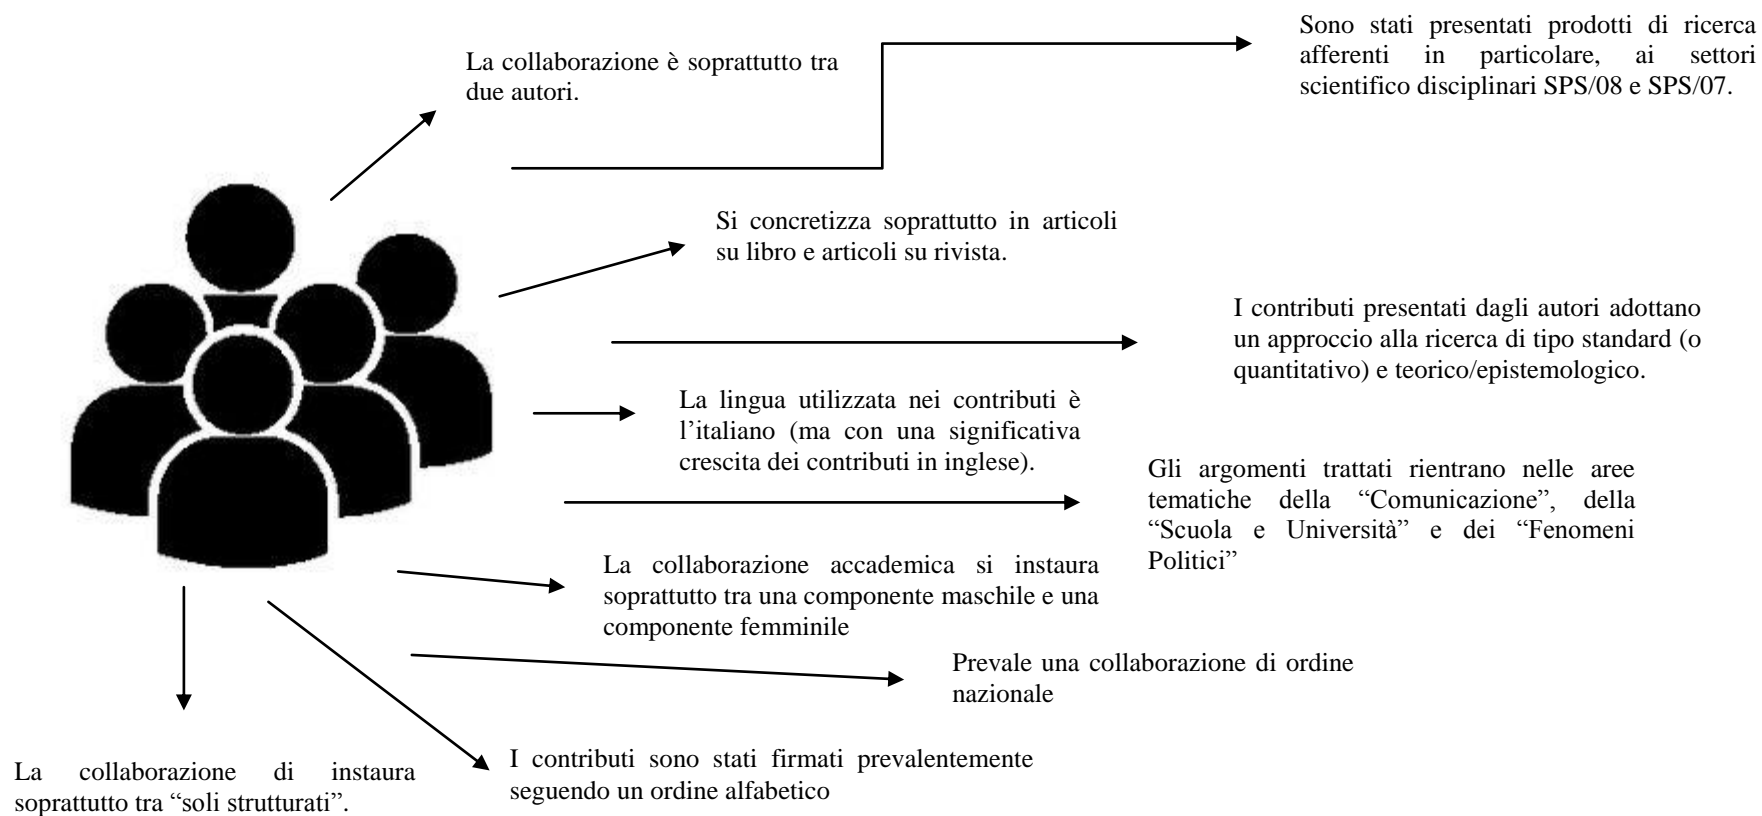 Sono stati presentati prodotti di ricerca
afferenti in particolare, ai settori
scientifico disciplinari SPS/08 e SPS/07.
La collaborazione è soprattutto tra
due autori.
Si concretizza soprattutto in articoli
su libro e articoli su rivista.
I contributi presentati dagli autori adottano
un approccio alla ricerca di tipo standard (o
quantitativo) e teorico/epistemologico.
La lingua utilizzata nei contributi è
l’italiano (ma con una significativa
crescita dei contributi in inglese).
Gli argomenti trattati rientrano nelle aree
tematiche della “Comunicazione”, della
“Scuola e Università” e dei “Fenomeni
Politici”
La collaborazione accademica si instaura
soprattutto tra una componente maschile e una
componente femminile
Prevale una collaborazione di ordine
nazionale
I contributi sono stati firmati prevalentemente
seguendo un ordine alfabetico
La collaborazione di instaura
soprattutto tra “soli strutturati”.